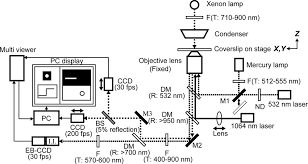 Xenon lamp
F(T: 710-900 nm)
Z
Condenser
X,Y
Multi viewer
PC display
Coverslip on stage
Objective lens
(Fixed)
Mercury lamp
CCD
(30 fps)
DM
(R: 532 nm)
F(T: 512-555 nm)
M1
ND
532 nm laser
PC
CCD
(200 fps)
BS
(5% reflection)
M3
DM
(R: >950 nm)
Lens
1064 nm laser
EB-CCD
(30 fps)
F
(T: 570-600 nm)
DM
(R: >700 nm)
F
(T: 400-900 nm)
M2